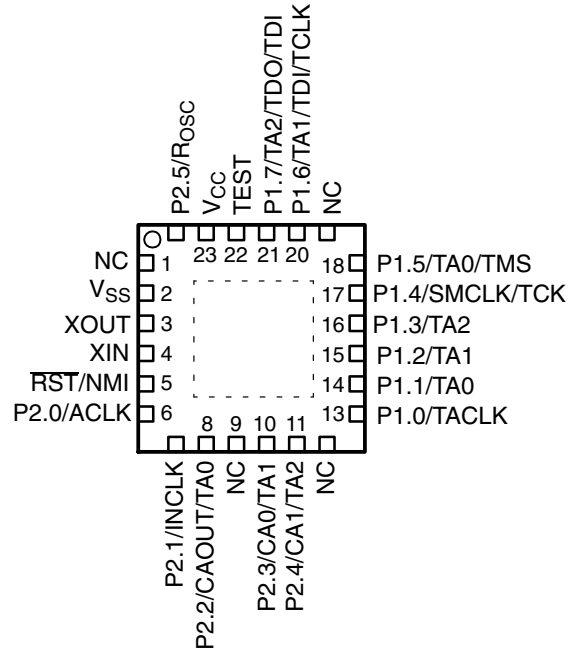 P2.5/ROSC
VCC
TEST
P1.7/TA2/TDO/TDI
P1.6/TA1/TDI/TCLK
NC
23 22 21 20
NC 1
VSS 2
XOUT 3
XIN 4
R̅S̅T̅/NMI 5
P2.0/ACLK 6
18 P1.5/TA0/TMS
17 P1.4/SMCLK/TCK
16 P1.3/TA2
15 P1.2/TA1
14 P1.1/TA0
13 P1.0/TACLK
8 9 10 11
P2.1/INCLK
P2.2/CAOUT/TA0
NC
P2.3/CA0/TA1
P2.4/CA1/TA2
NC